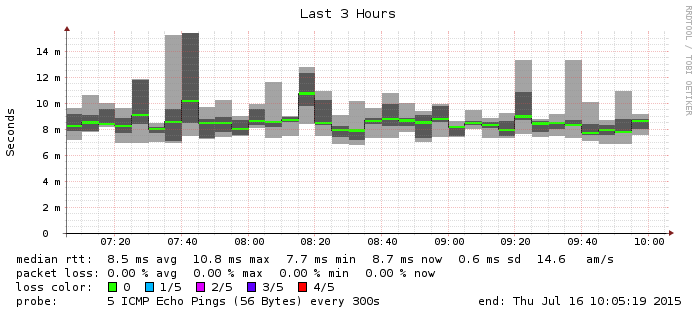 Last 3 Hours
RRDTOOL / TOBI OETIKER
Seconds
14 m
12 m
10 m
8 m
6 m
4 m
2 m
0
07:20 07:40 08:00 08:20 08:40 09:00 09:20 09:40 10:00
median rtt: 8.5 ms avg 10.8 ms max 7.7 ms min 8.7 ms now 0.6 ms sd 14.6 am/s
packet loss: 0.00 % avg 0.00 % max 0.00 % min 0.00 % now
loss color: 0 1/5 2/5 3/5 4/5
probe: 5 ICMP Echo Pings (56 Bytes) every 300s end: Thu Jul 16 10:05:19 2015